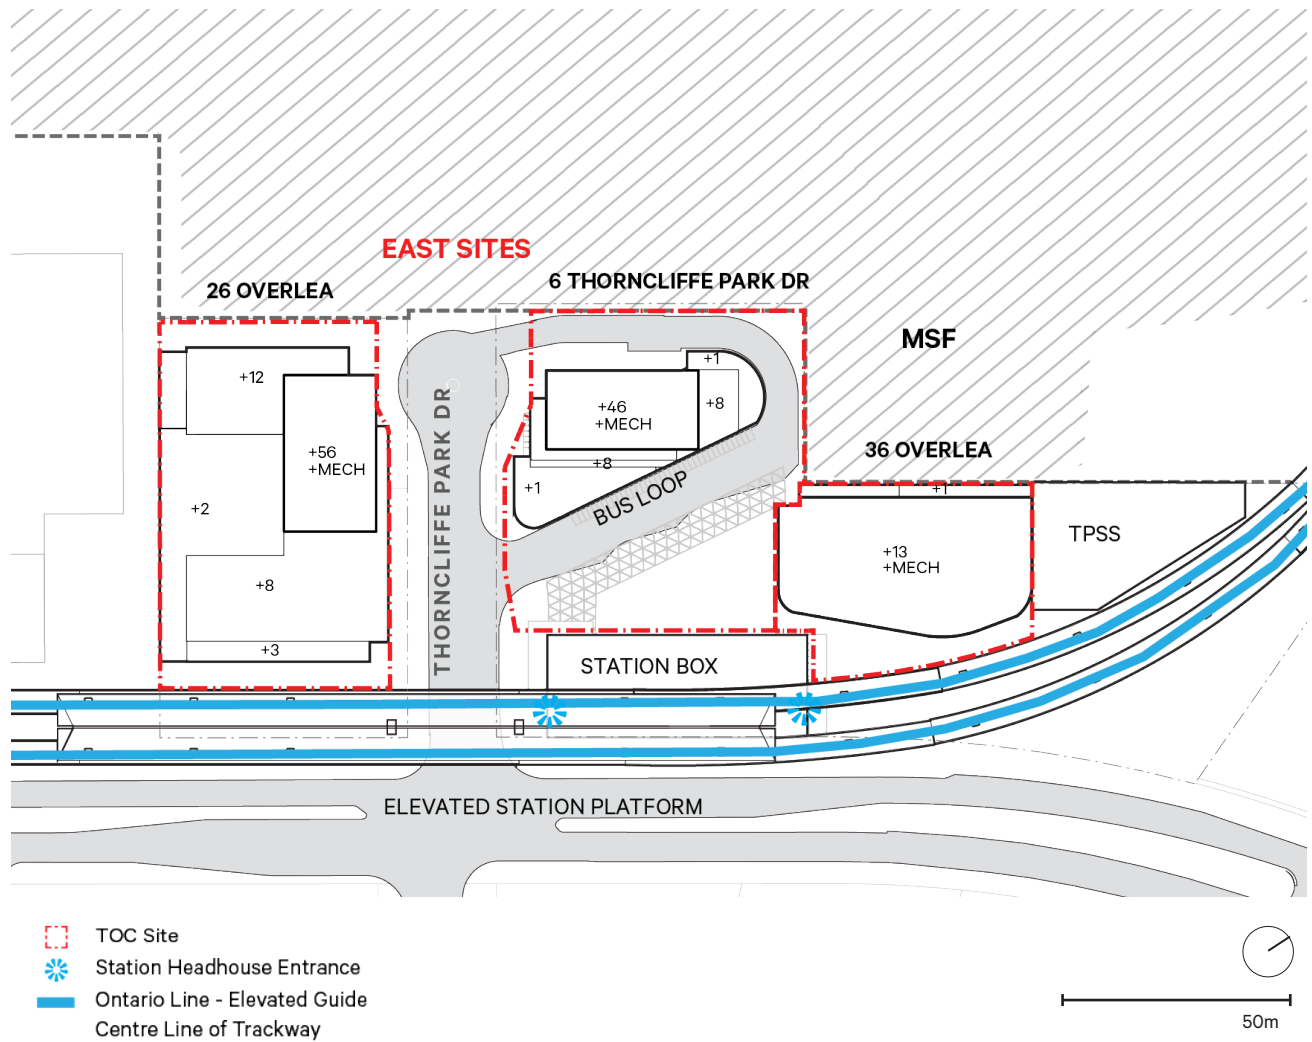 EAST SITES
26 OVERLEA
6 THORNCLIFFE PARK DR
MSF
36 OVERLEA
+12
+56
+MECH
+2
+8
+3
THORNCLIFFE PARK DR
+1
+46
+MECH
+8
+8
+1
BUS LOOP
+1
+13
+MECH
TPSS
STATION BOX
ELEVATED STATION PLATFORM
TOC Site
Station Headhouse Entrance
Ontario Line - Elevated Guide
Centre Line of Trackway
50m